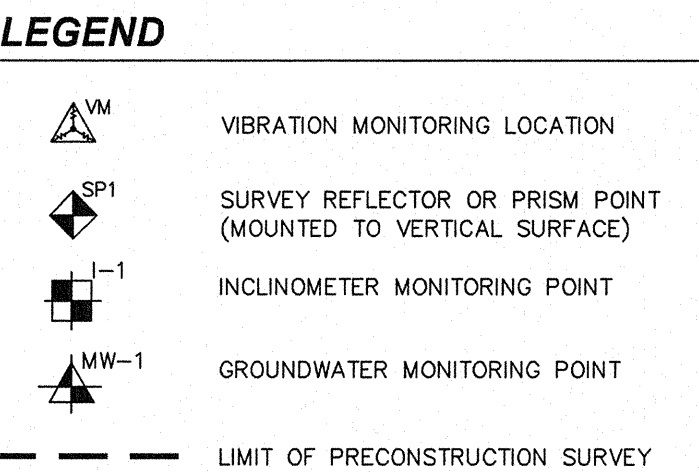 LEGEND
VM
VIBRATION MONITORING LOCATION
SP1
SURVEY REFLECTOR OR PRISM POINT
(MOUNTED TO VERTICAL SURFACE)
I-1
INCLINOMETER MONITORING POINT
MW-1
GROUNDWATER MONITORING POINT
LIMIT OF PRECONSTRUCTION SURVEY